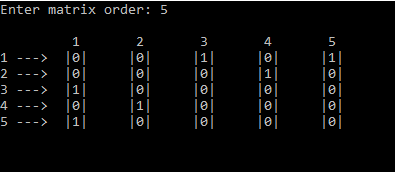 Enter matrix order: 5
1 2 3 4 5
1 ---> |0| |0| |1| |0| |1|
2 ---> |0| |0| |0| |1| |0|
3 ---> |1| |0| |0| |0| |0|
4 ---> |0| |1| |0| |0| |0|
5 ---> |1| |0| |0| |0| |0|